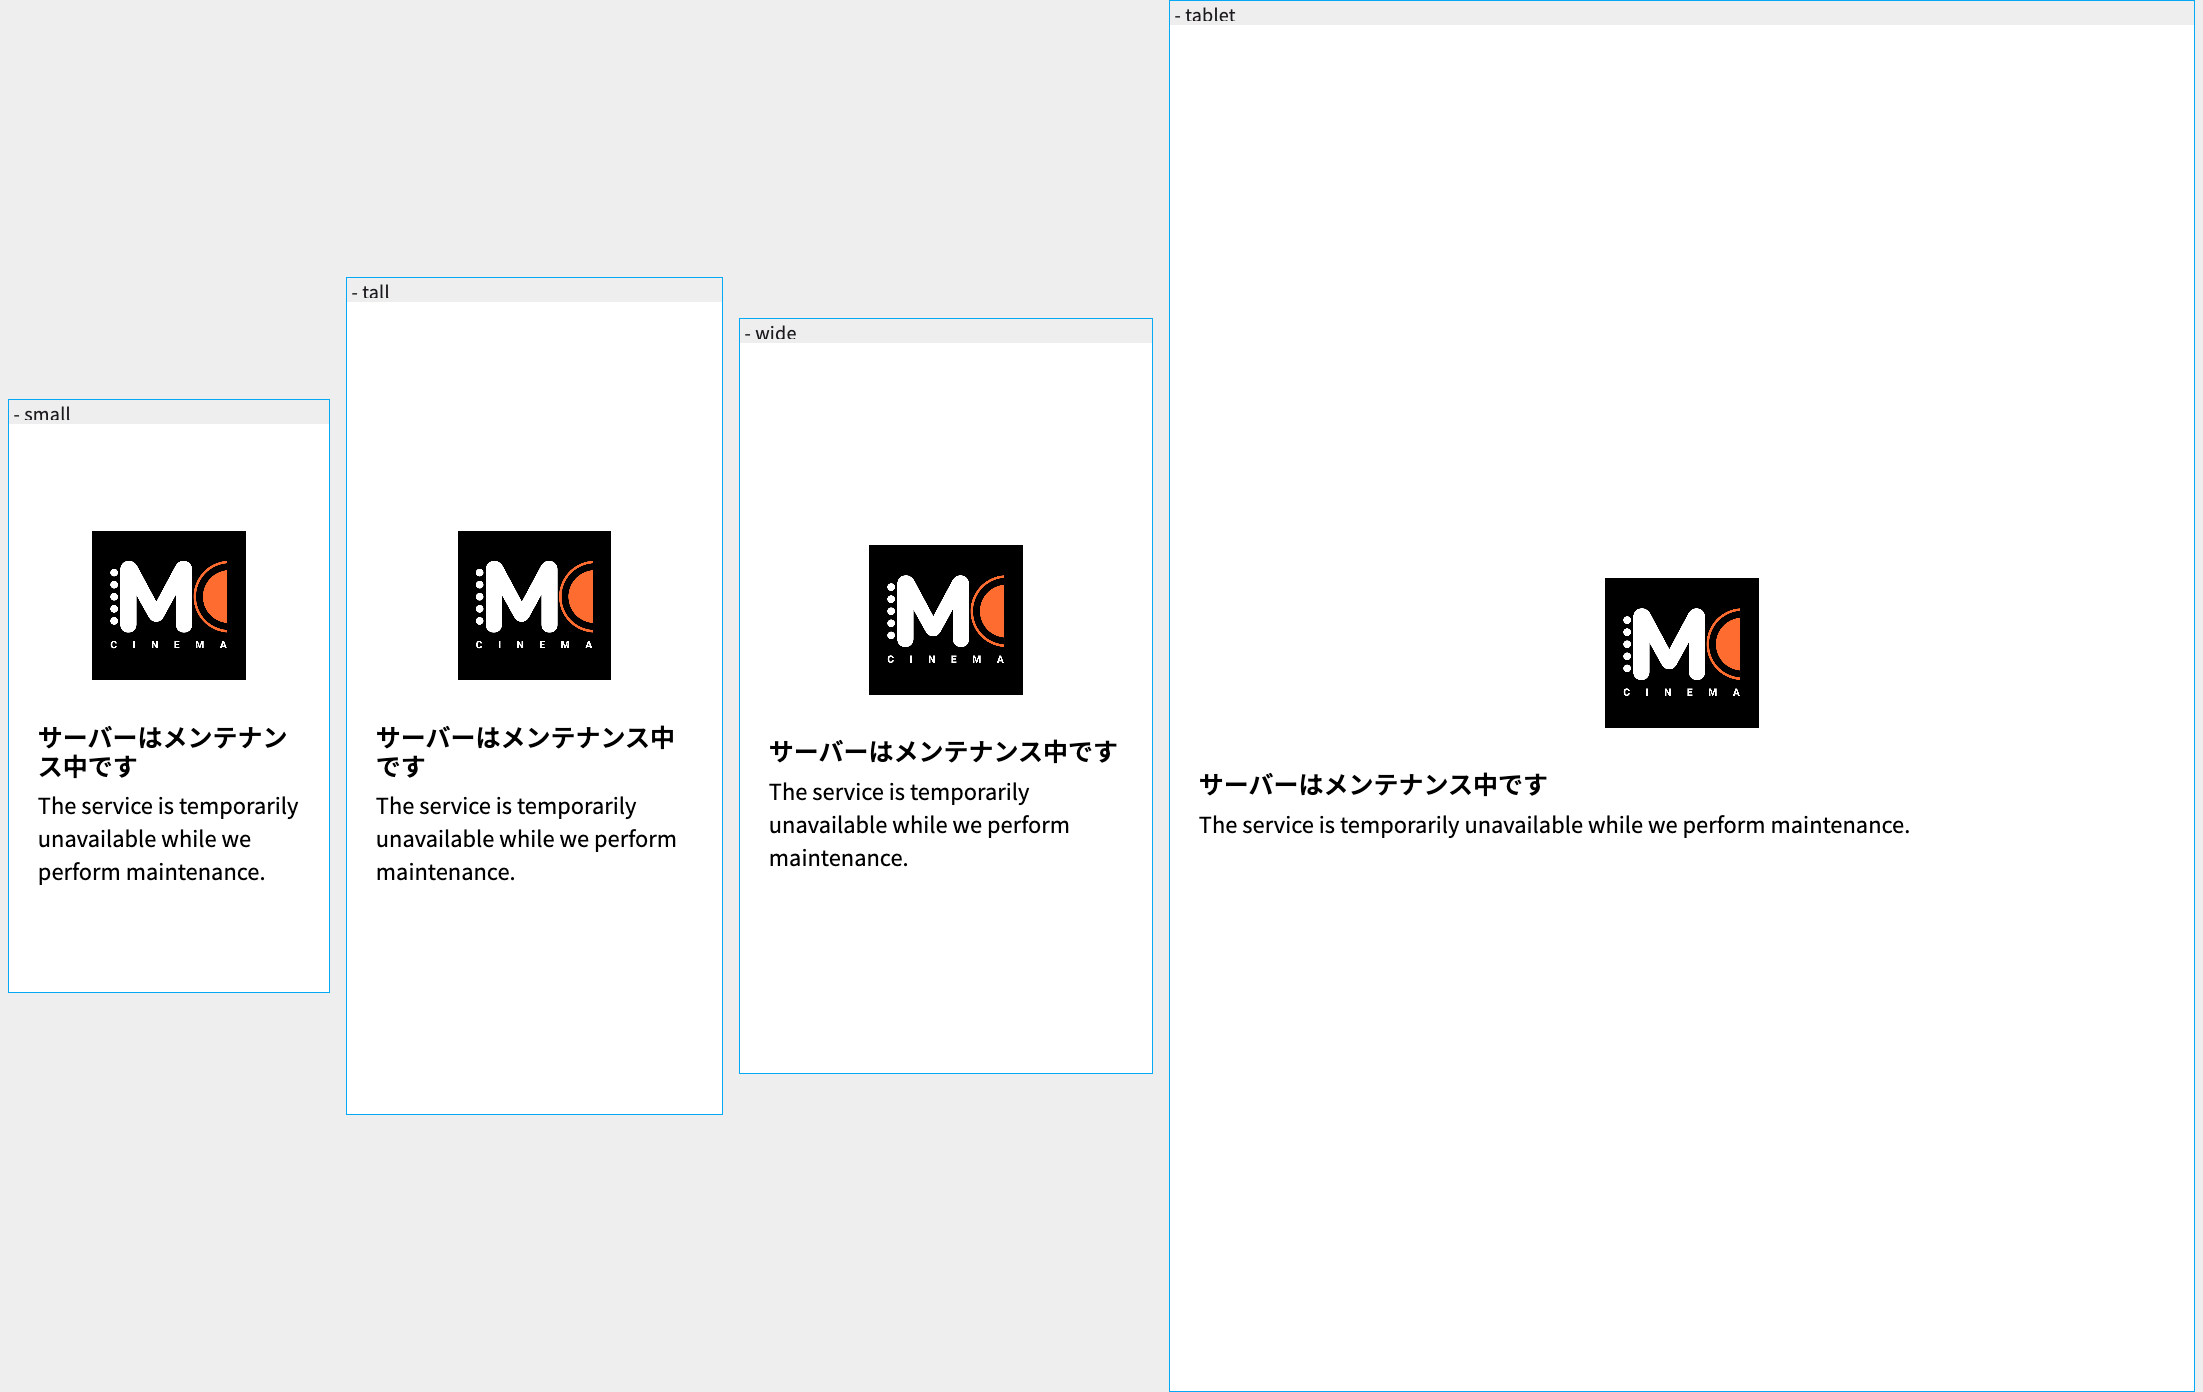 - small
MC
CINEMA
サーバーはメンテナン
ス中です
The service is temporarily
unavailable while we
perform maintenance.
- tall
MC
CINEMA
サーバーはメンテナンス中
です
The service is temporarily
unavailable while we perform
maintenance.
- wide
MC
CINEMA
サーバーはメンテナンス中です
The service is temporarily
unavailable while we perform
maintenance.
- tablet
MC
CINEMA
サーバーはメンテナンス中です
The service is temporarily unavailable while we perform maintenance.